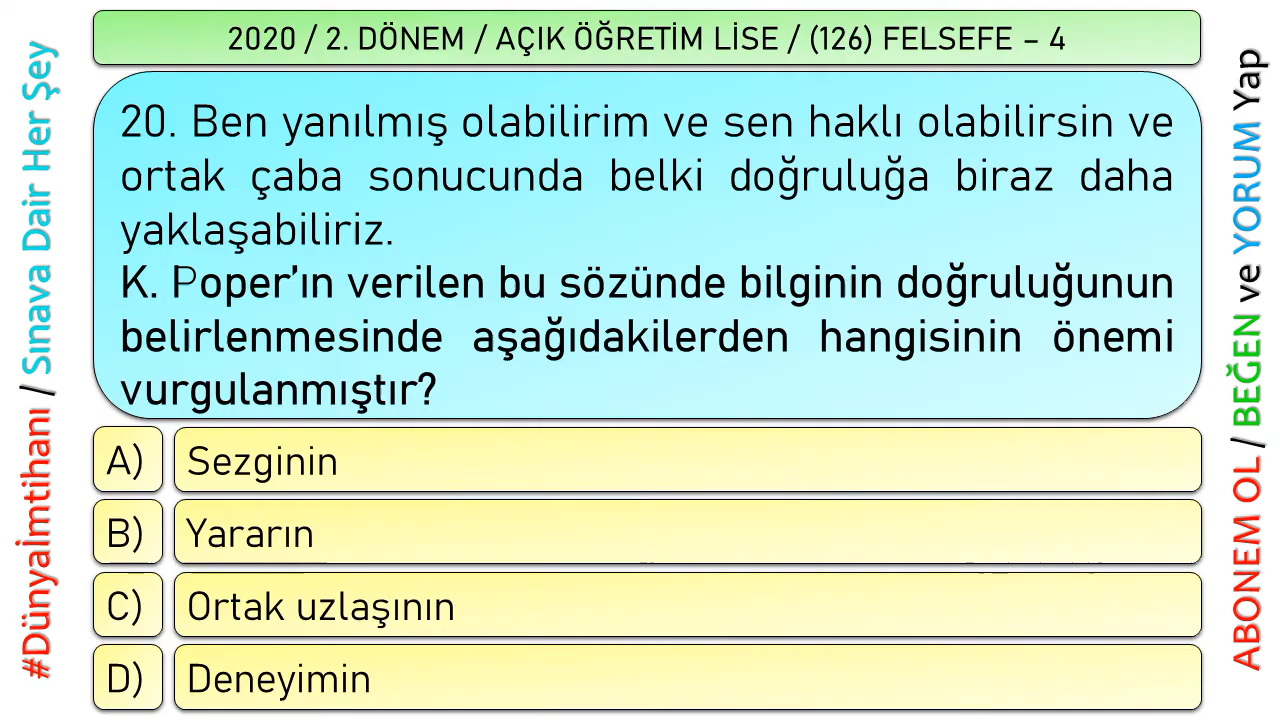 2020 / 2. DÖNEM / AÇIK ÖĞRETİM LİSE / (126) FELSEFE – 4
20. Ben yanılmış olabilirim ve sen haklı olabilirsin ve
ortak çaba sonucunda belki doğruluğa biraz daha
yaklaşabiliriz.
K. Poper’ın verilen bu sözünde bilginin doğruluğunun
belirlenmesinde aşağıdakilerden hangisinin önemi
vurgulanmıştır?
A) Sezginin
B) Yararın
C) Ortak uzlaşının
D) Deneyimin
#Dünyaİmtihanı / Sınava Dair Her Şey
ABONEM OL / BEĞEN ve YORUM Yap